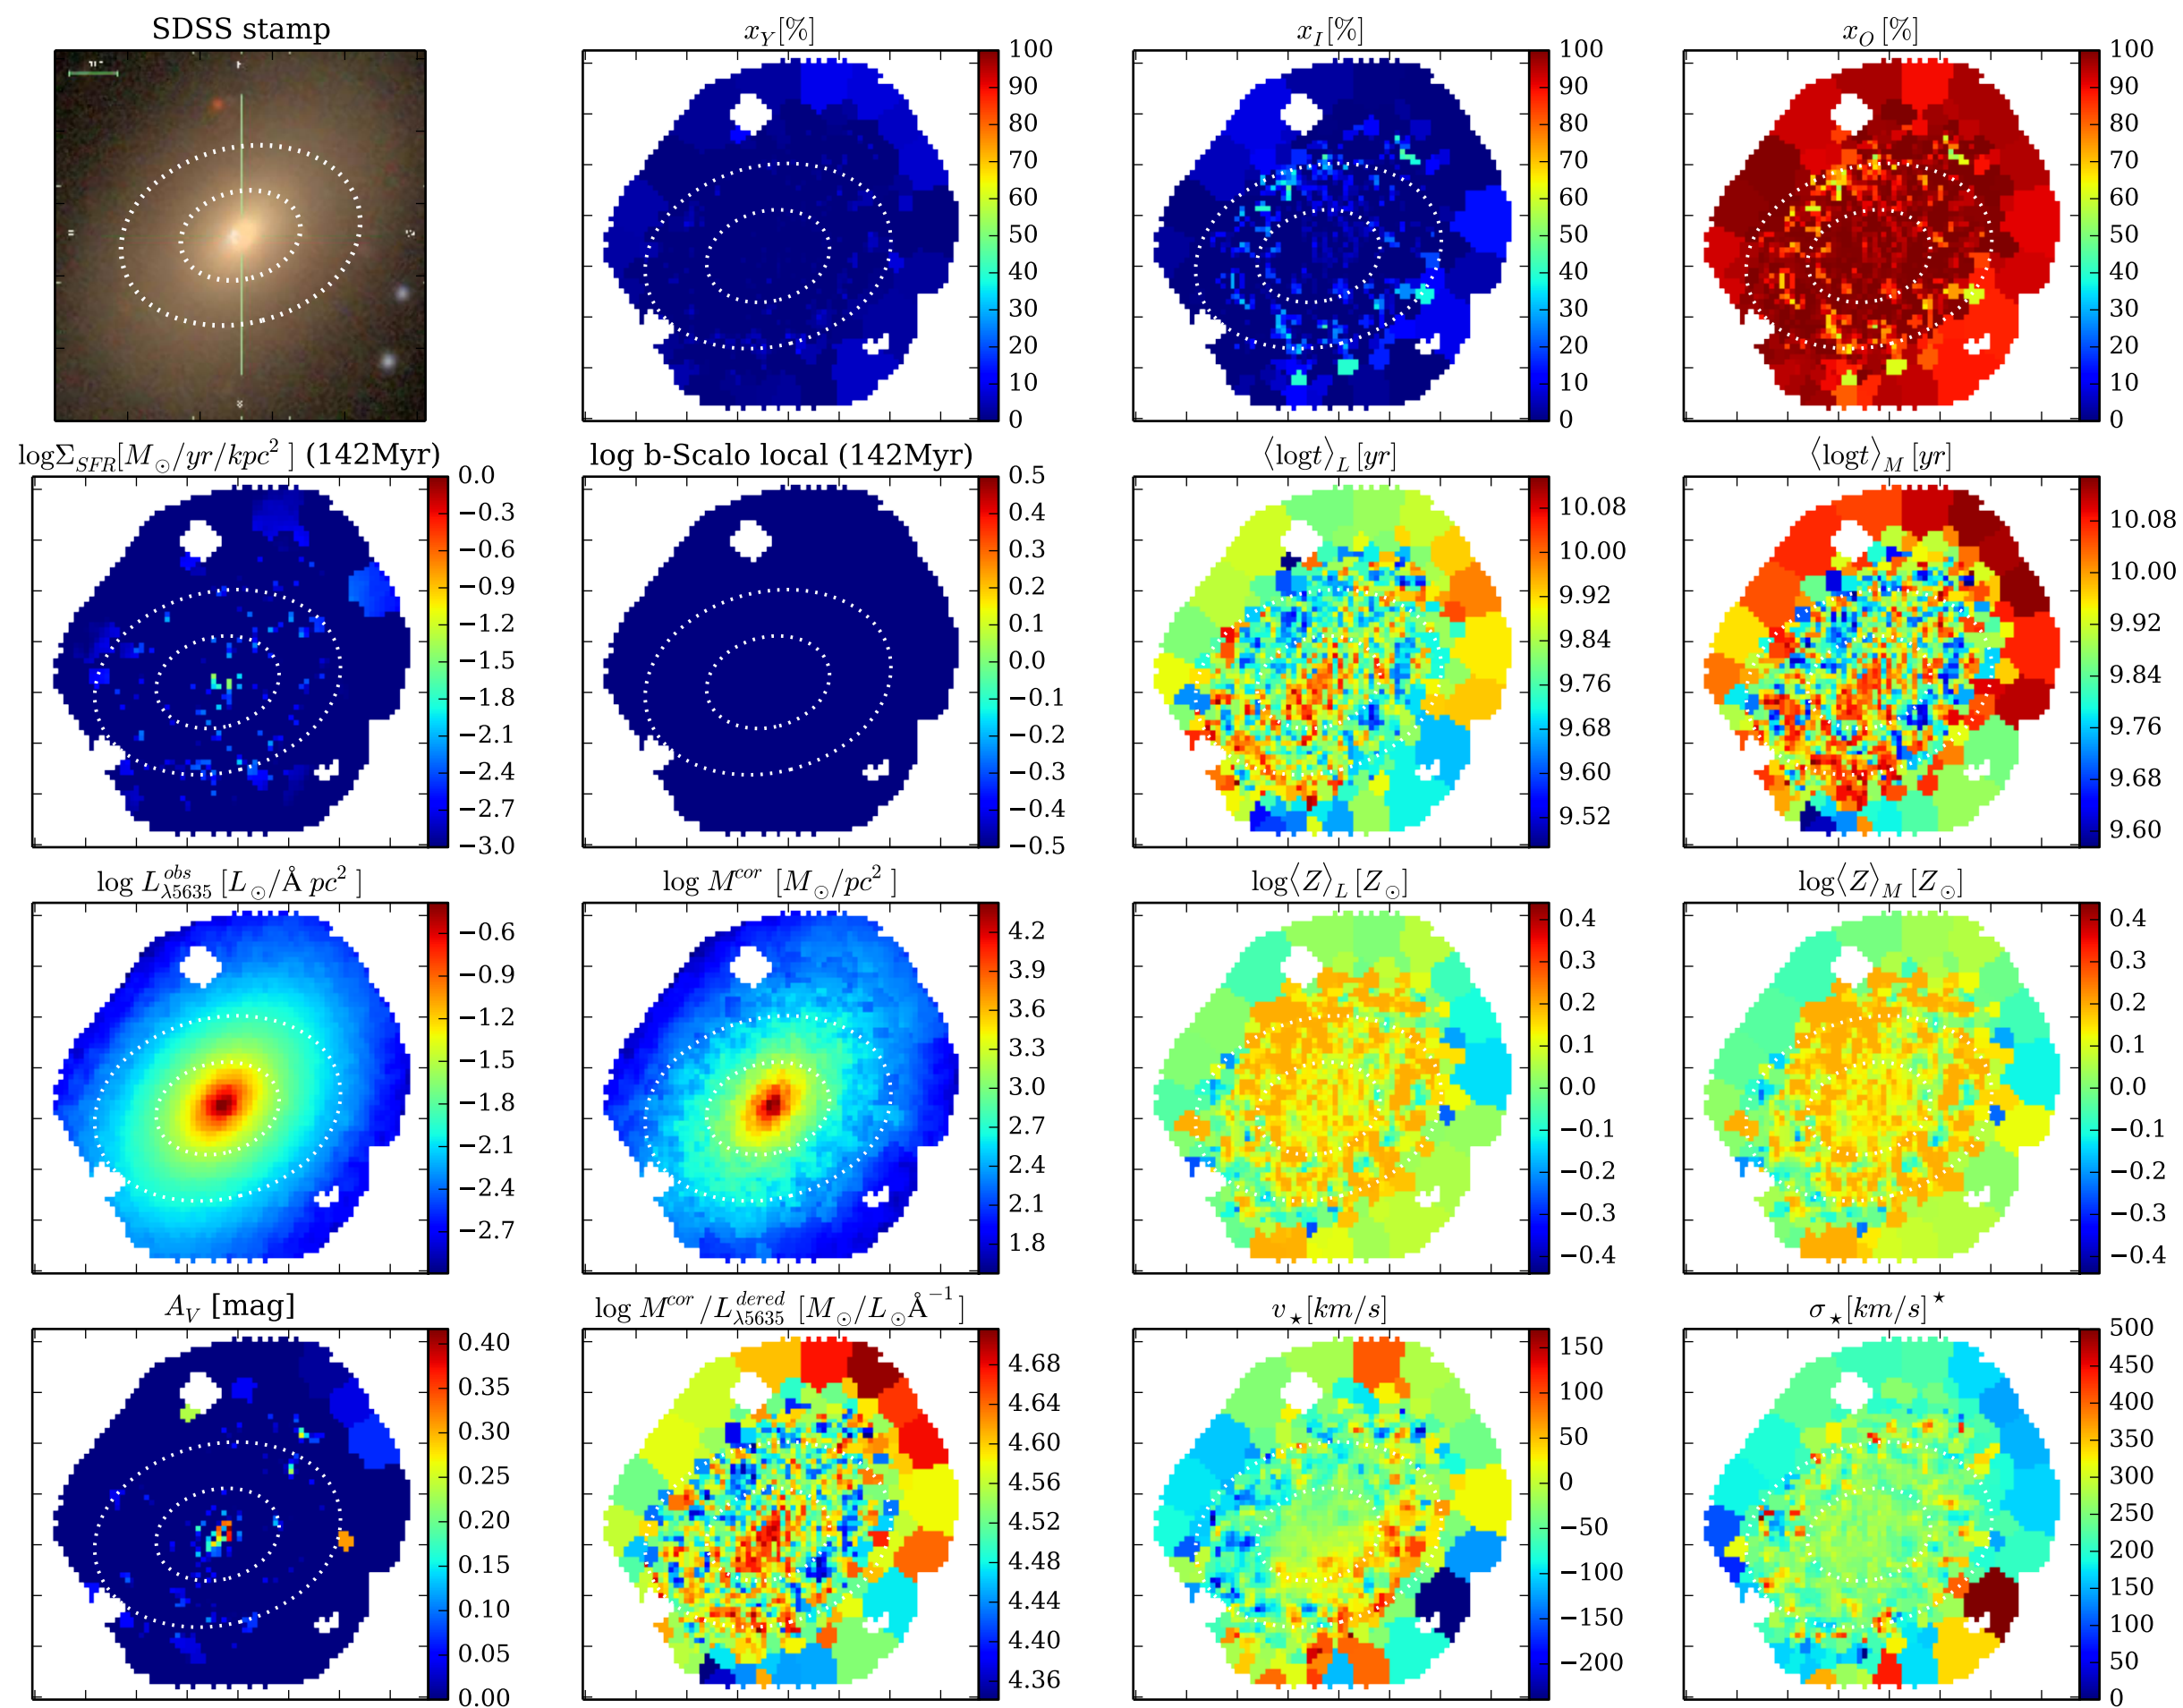 SDSS stamp
x_Y[%]
x_I[%]
x_O[%]
100 90 80 70 60 50 40 30 20 10 0
100 90 80 70 60 50 40 30 20 10 0
100 90 80 70 60 50 40 30 20 10 0
logΣ_SFR[M_⊙/yr/kpc²] (142Myr)
log b-Scalo local (142Myr)
⟨logt⟩_L [yr]
⟨logt⟩_M [yr]
0.0 −0.3 −0.6 −0.9 −1.2 −1.5 −1.8 −2.1 −2.4 −2.7 −3.0
0.5 0.4 0.3 0.2 0.1 0.0 −0.1 −0.2 −0.3 −0.4 −0.5
10.08 10.00 9.92 9.84 9.76 9.68 9.60 9.52
10.08 10.00 9.92 9.84 9.76 9.68 9.60
log L^obs_λ5635 [L_⊙/Å pc²]
log M^cor [M_⊙/pc²]
log⟨Z⟩_L [Z_⊙]
log⟨Z⟩_M [Z_⊙]
−0.6 −0.9 −1.2 −1.5 −1.8 −2.1 −2.4 −2.7
4.2 3.9 3.6 3.3 3.0 2.7 2.4 2.1 1.8
0.4 0.3 0.2 0.1 0.0 −0.1 −0.2 −0.3 −0.4
0.4 0.3 0.2 0.1 0.0 −0.1 −0.2 −0.3 −0.4
A_V [mag]
log M^cor/L^dered_λ5635 [M_⊙/L_⊙Å⁻¹]
v_⋆[km/s]
σ_⋆[km/s]^⋆
0.40 0.35 0.30 0.25 0.20 0.15 0.10 0.05 0.00
4.68 4.64 4.60 4.56 4.52 4.48 4.44 4.40 4.36
150 100 50 0 −50 −100 −150 −200
500 450 400 350 300 250 200 150 100 50 0